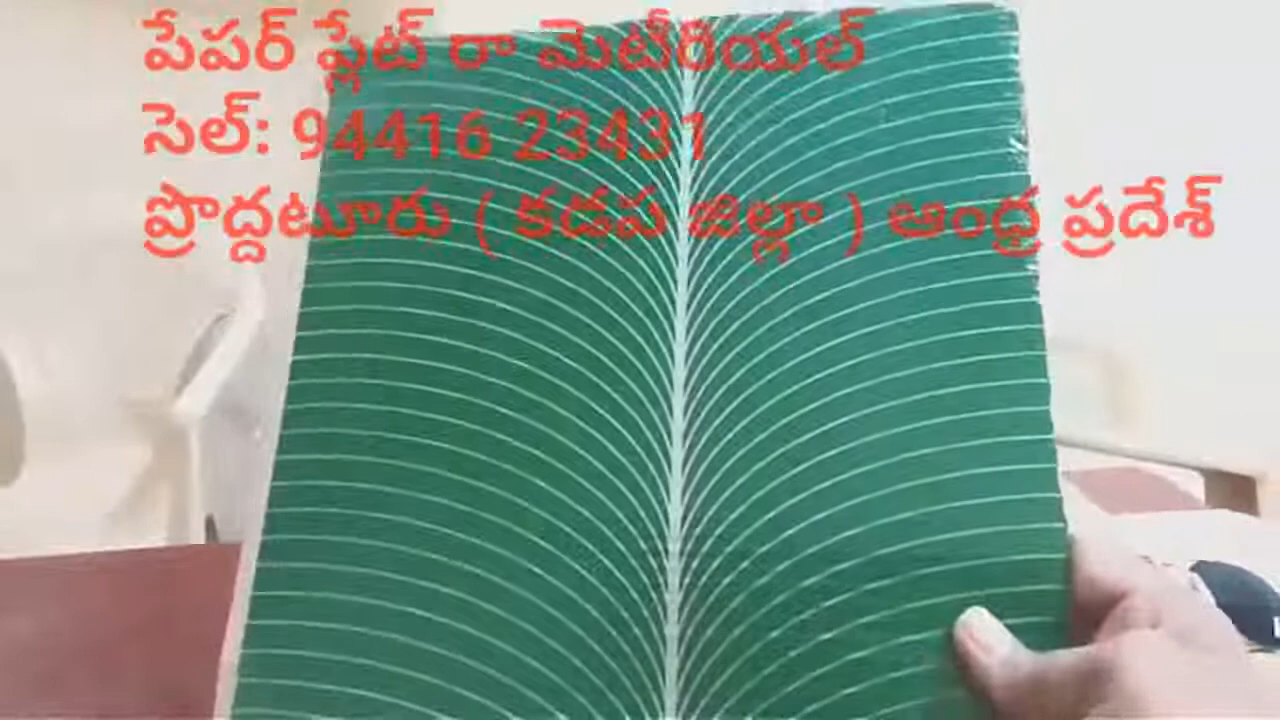 పేపర్ ప్లేట్ రా మెటీరియల్
సెల్: 94416 23431
ప్రొద్దటూరు ( కడప జిల్లా ) ఆంధ్ర ప్రదేశ్